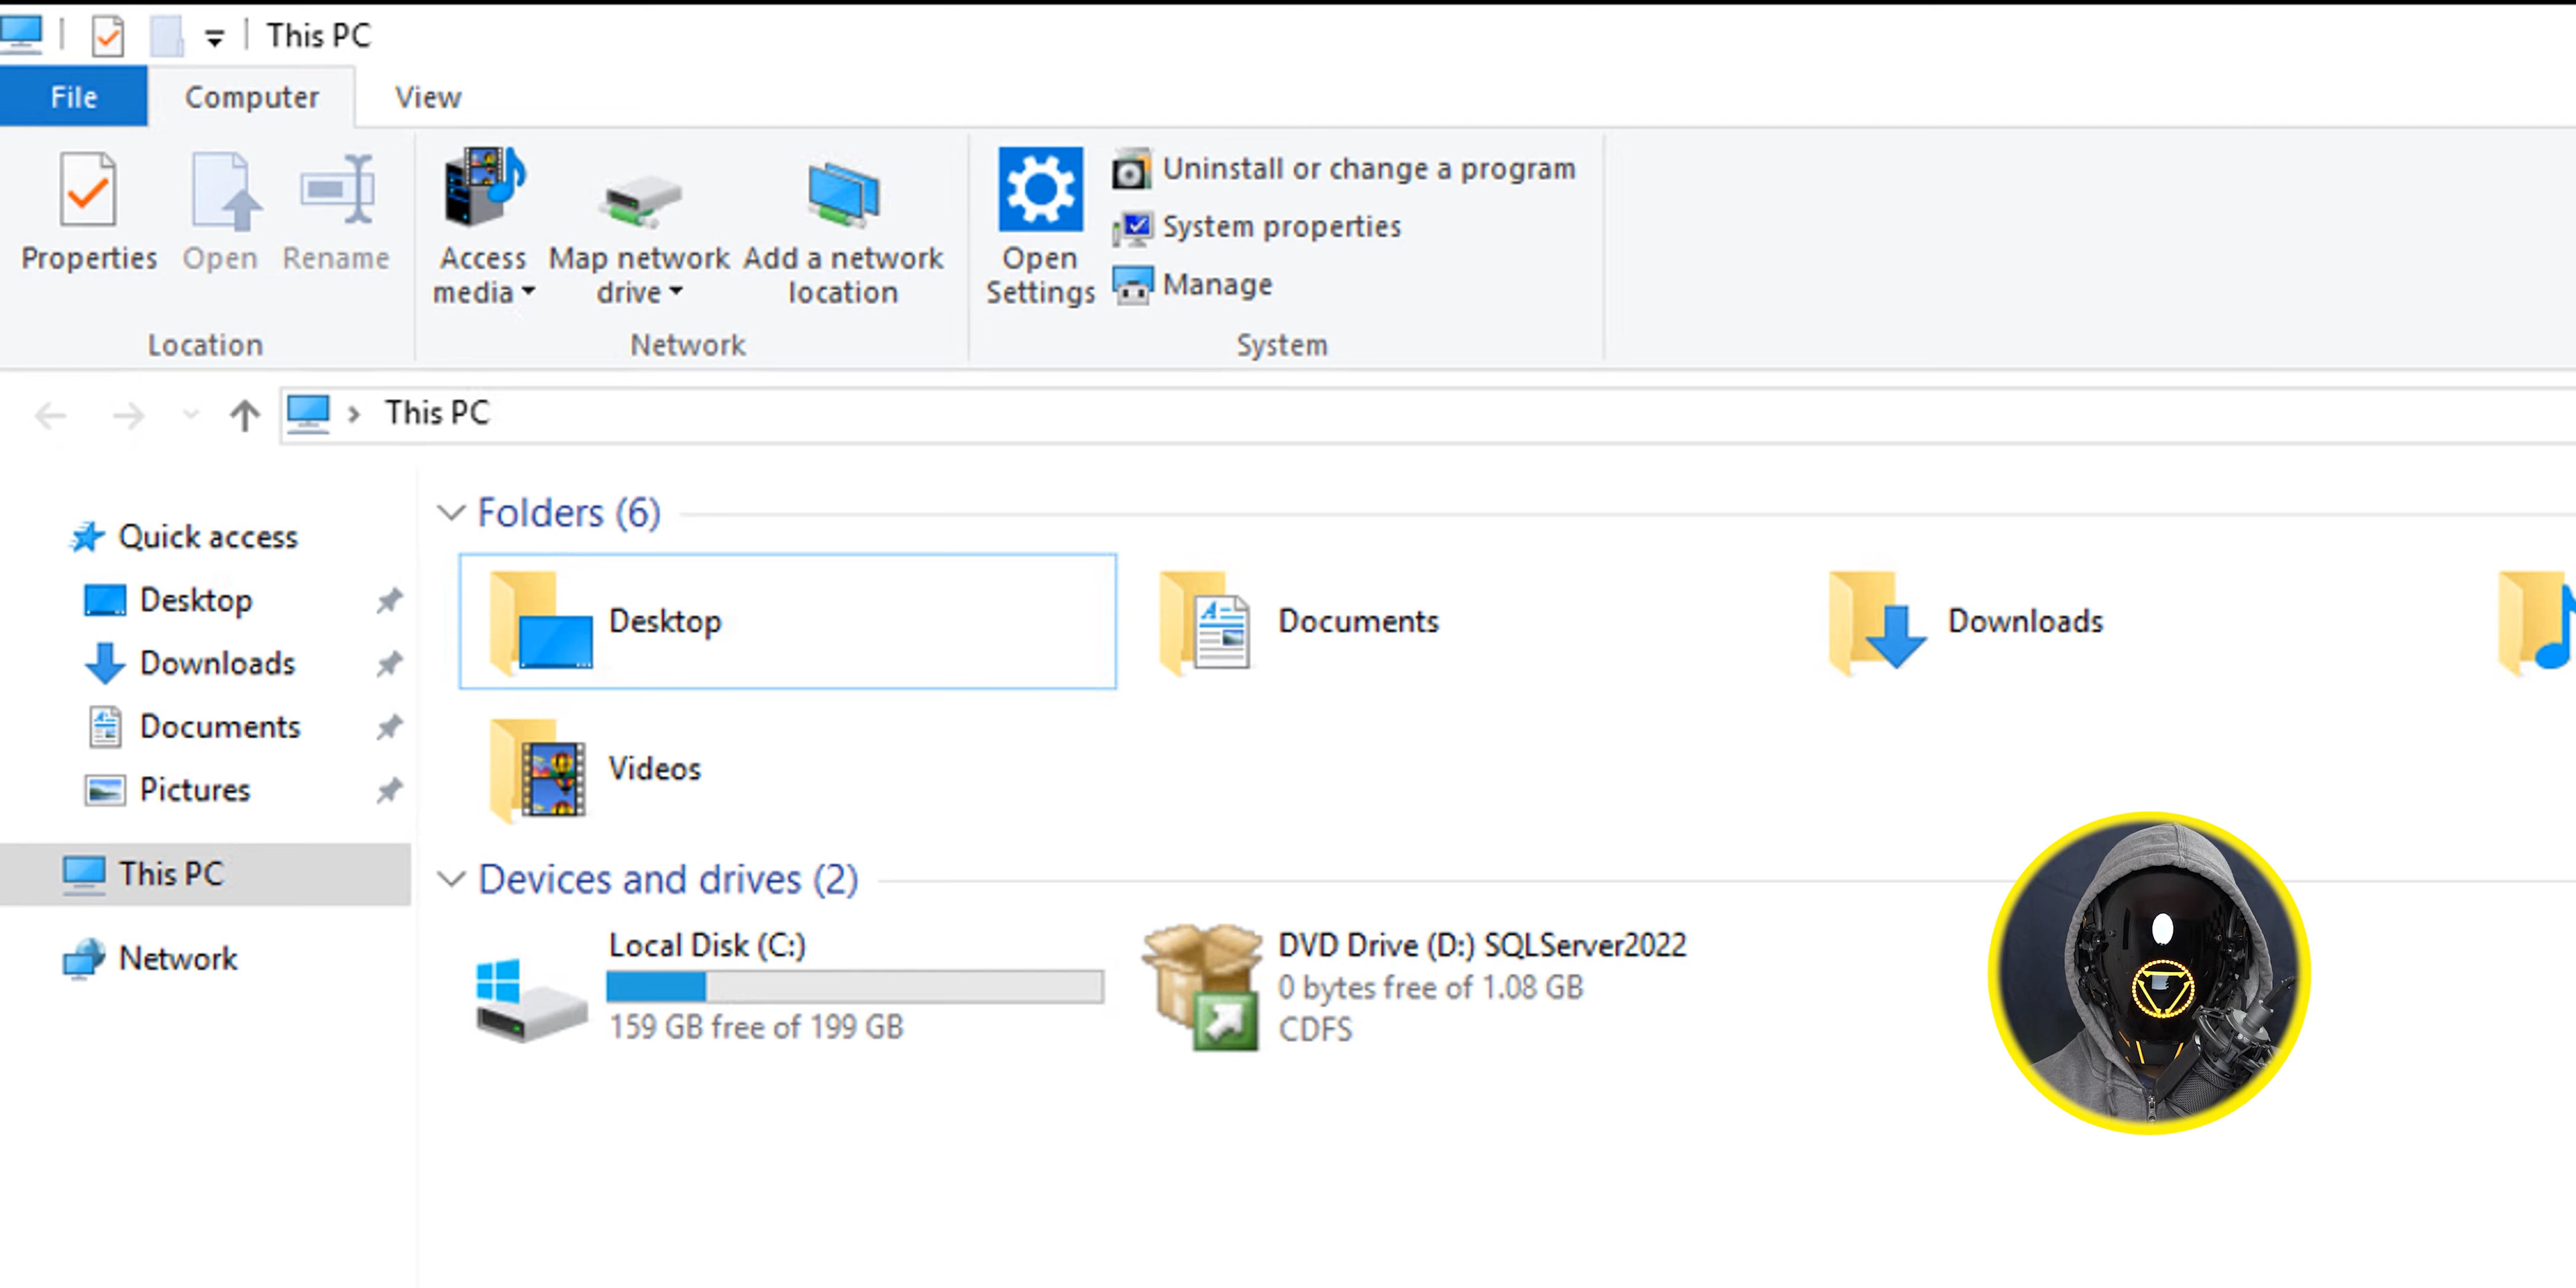 This PC
File Computer View
Properties Open Rename
Location
Access media
Map network drive
Add a network location
Network
Open Settings
Uninstall or change a program
System properties
Manage
System
This PC
Quick access
Desktop
Downloads
Documents
Pictures
This PC
Network
Folders (6)
Desktop
Documents
Downloads
Videos
Devices and drives (2)
Local Disk (C:)
159 GB free of 199 GB
DVD Drive (D:) SQLServer2022
0 bytes free of 1.08 GB
CDFS